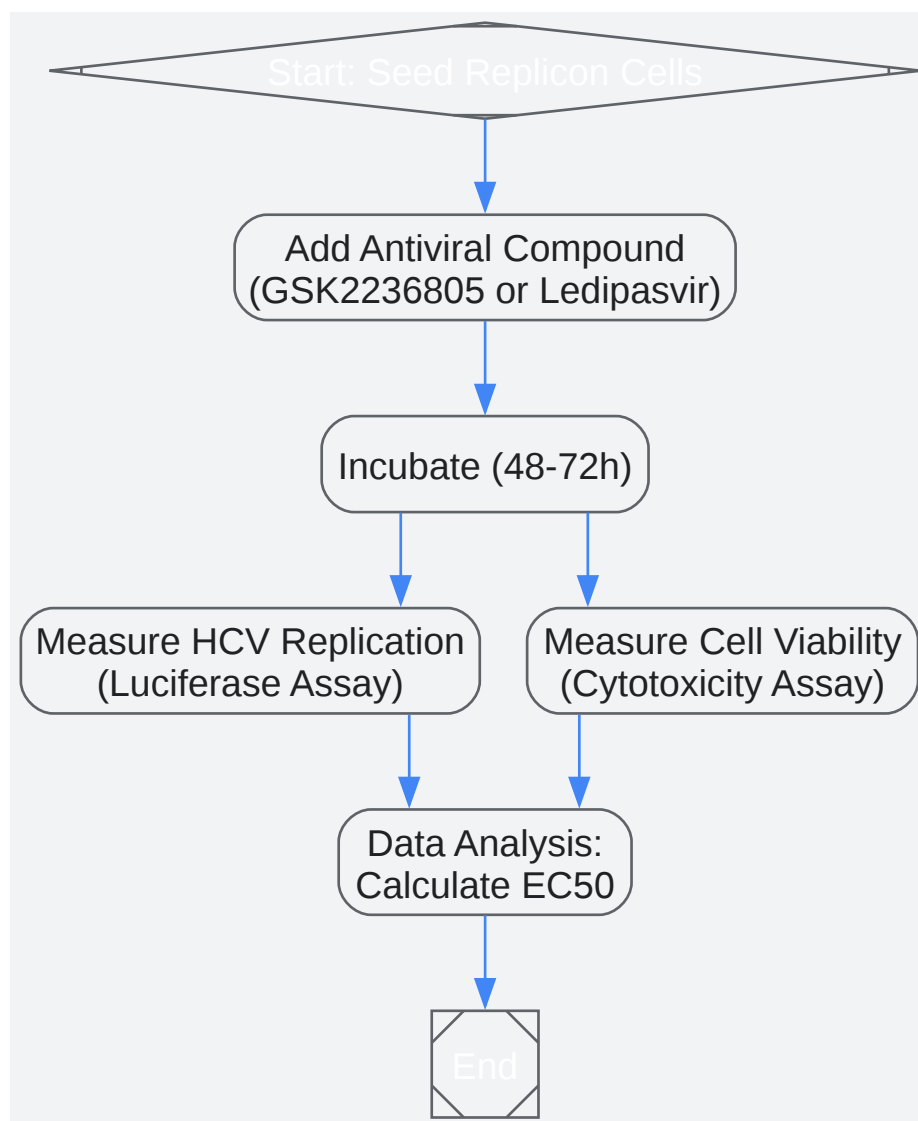 Start: Seed Replicon Cells
Add Antiviral Compound
(GSK2236805 or Ledipasvir)
Incubate (48-72h)
Measure HCV Replication
(Luciferase Assay)
Measure Cell Viability
(Cytotoxicity Assay)
Data Analysis:
Calculate EC50
End